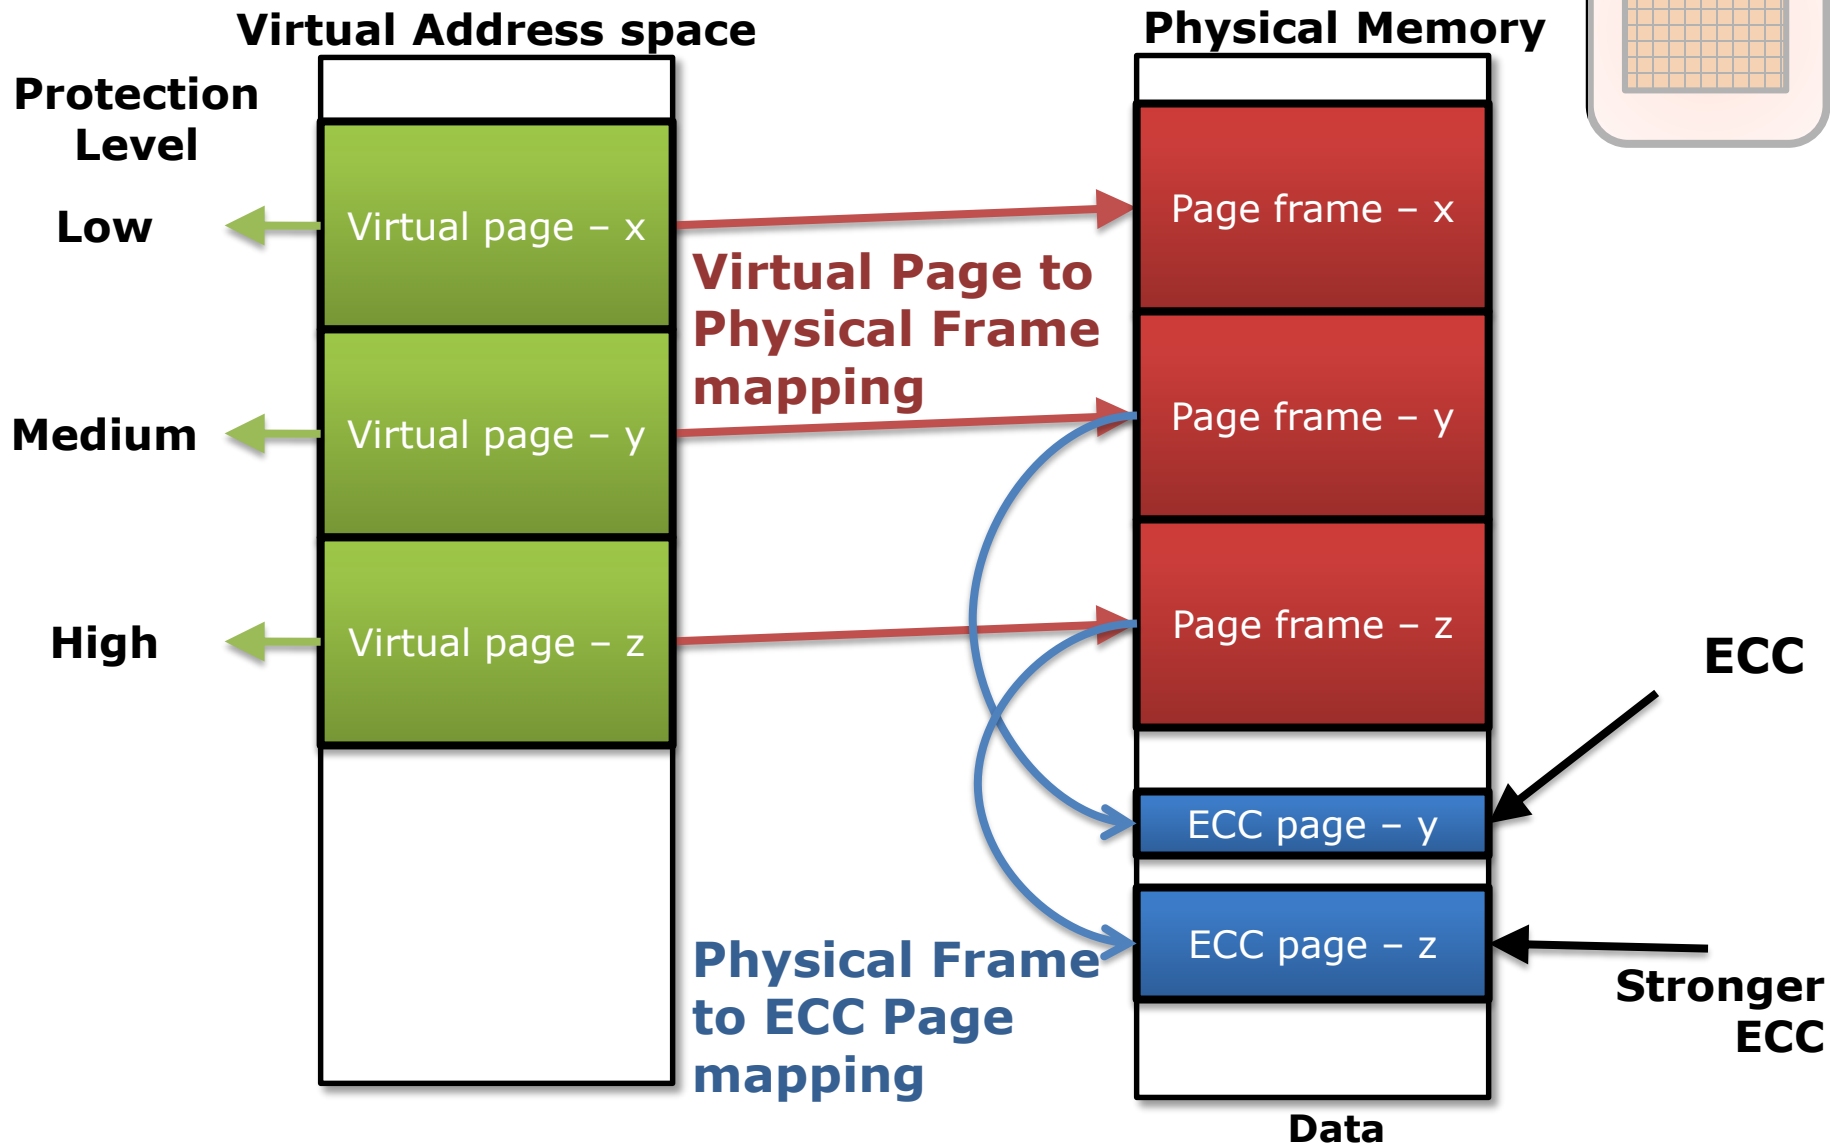 Virtual Address space
Physical Memory
Protection
Level
Low
Virtual page – x
Page frame – x
Virtual Page to
Physical Frame
mapping
Medium
Virtual page – y
Page frame – y
High
Virtual page – z
Page frame – z
ECC
ECC page – y
ECC page – z
Physical Frame
to ECC Page
mapping
Stronger
ECC
Data